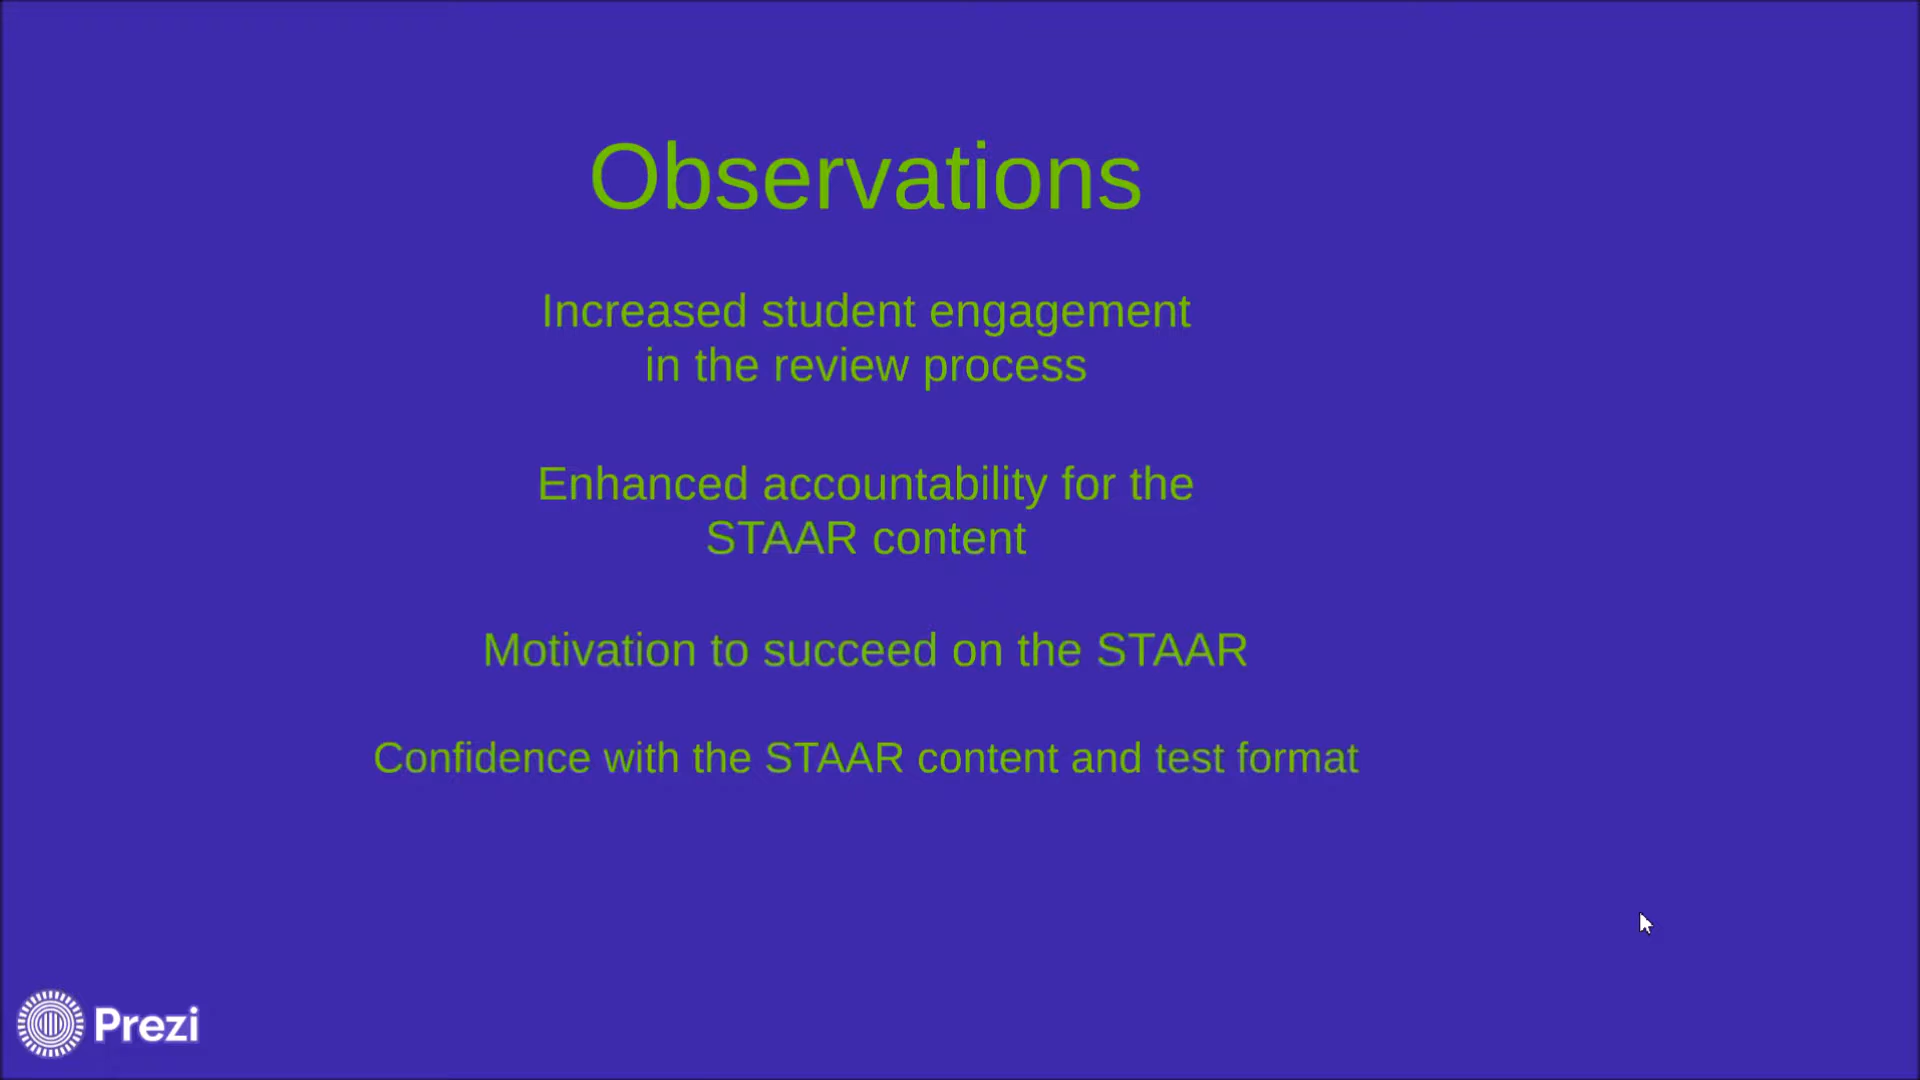 Observations
Increased student engagement
in the review process
Enhanced accountability for the
STAAR content
Motivation to succeed on the STAAR
Confidence with the STAAR content and test format
Prezi